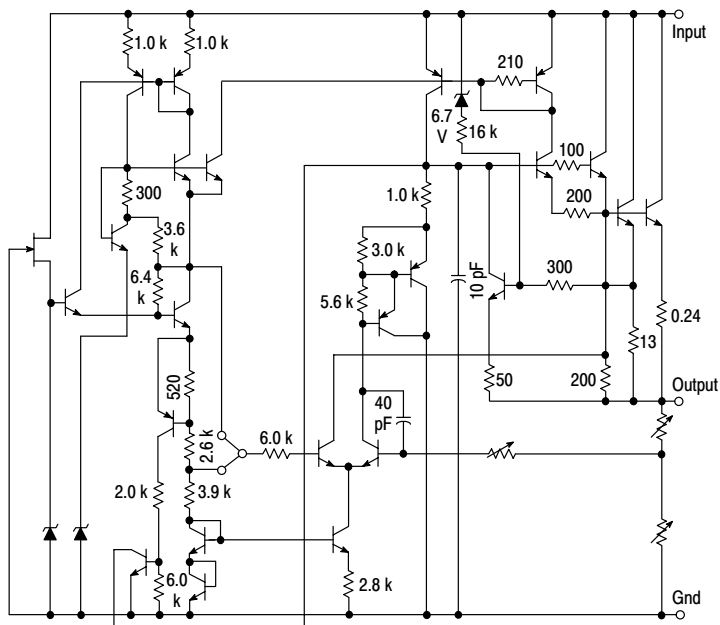 Input
1.0 k
1.0 k
210
6.7
V
16 k
100
300
1.0 k
200
3.6
k
3.0 k
10 pF
300
6.4
k
5.6 k
0.24
13
520
50
200
Output
40
pF
2.6 k
6.0 k
2.0 k
3.9 k
6.0
k
2.8 k
Gnd